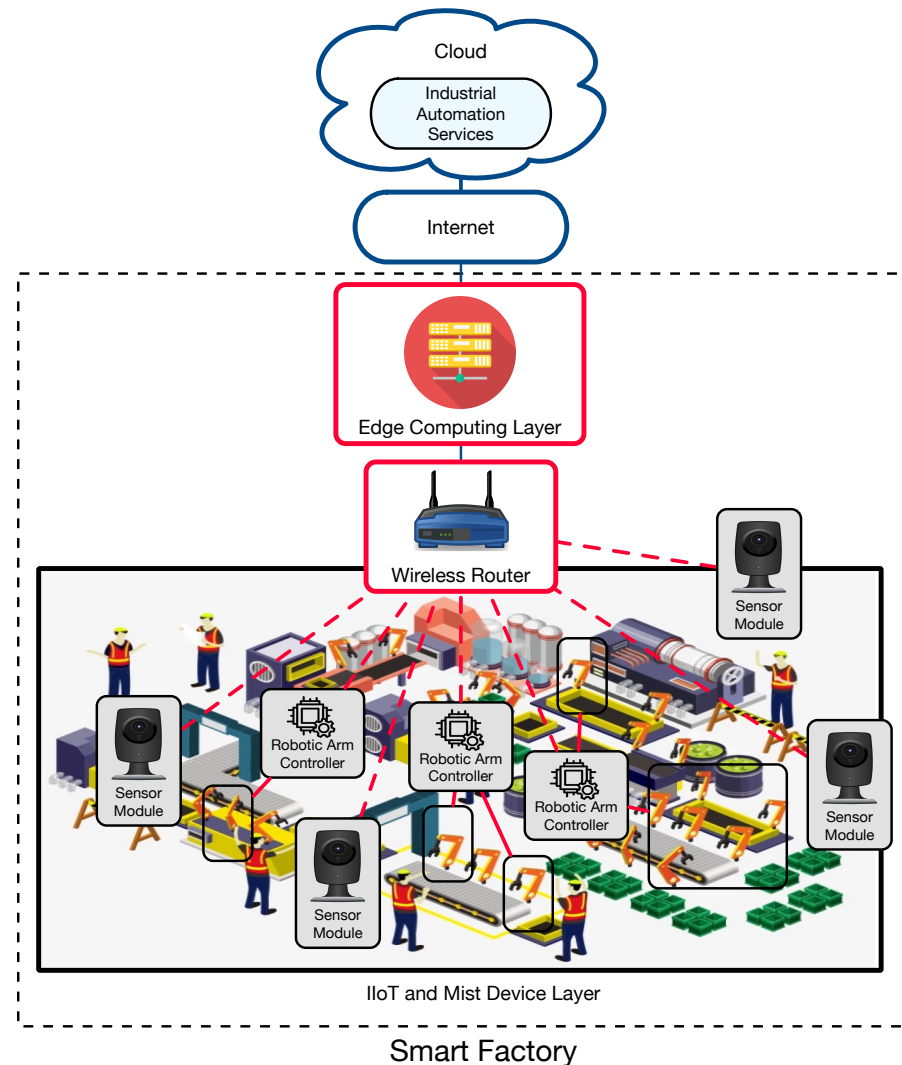 Cloud
Industrial
Automation
Services
Internet
Edge Computing Layer
Wireless Router
Sensor
Module
Robotic Arm
Controller
Robotic Arm
Controller
Sensor
Module
Robotic Arm
Controller
Sensor
Module
Sensor
Module
IIoT and Mist Device Layer
Smart Factory